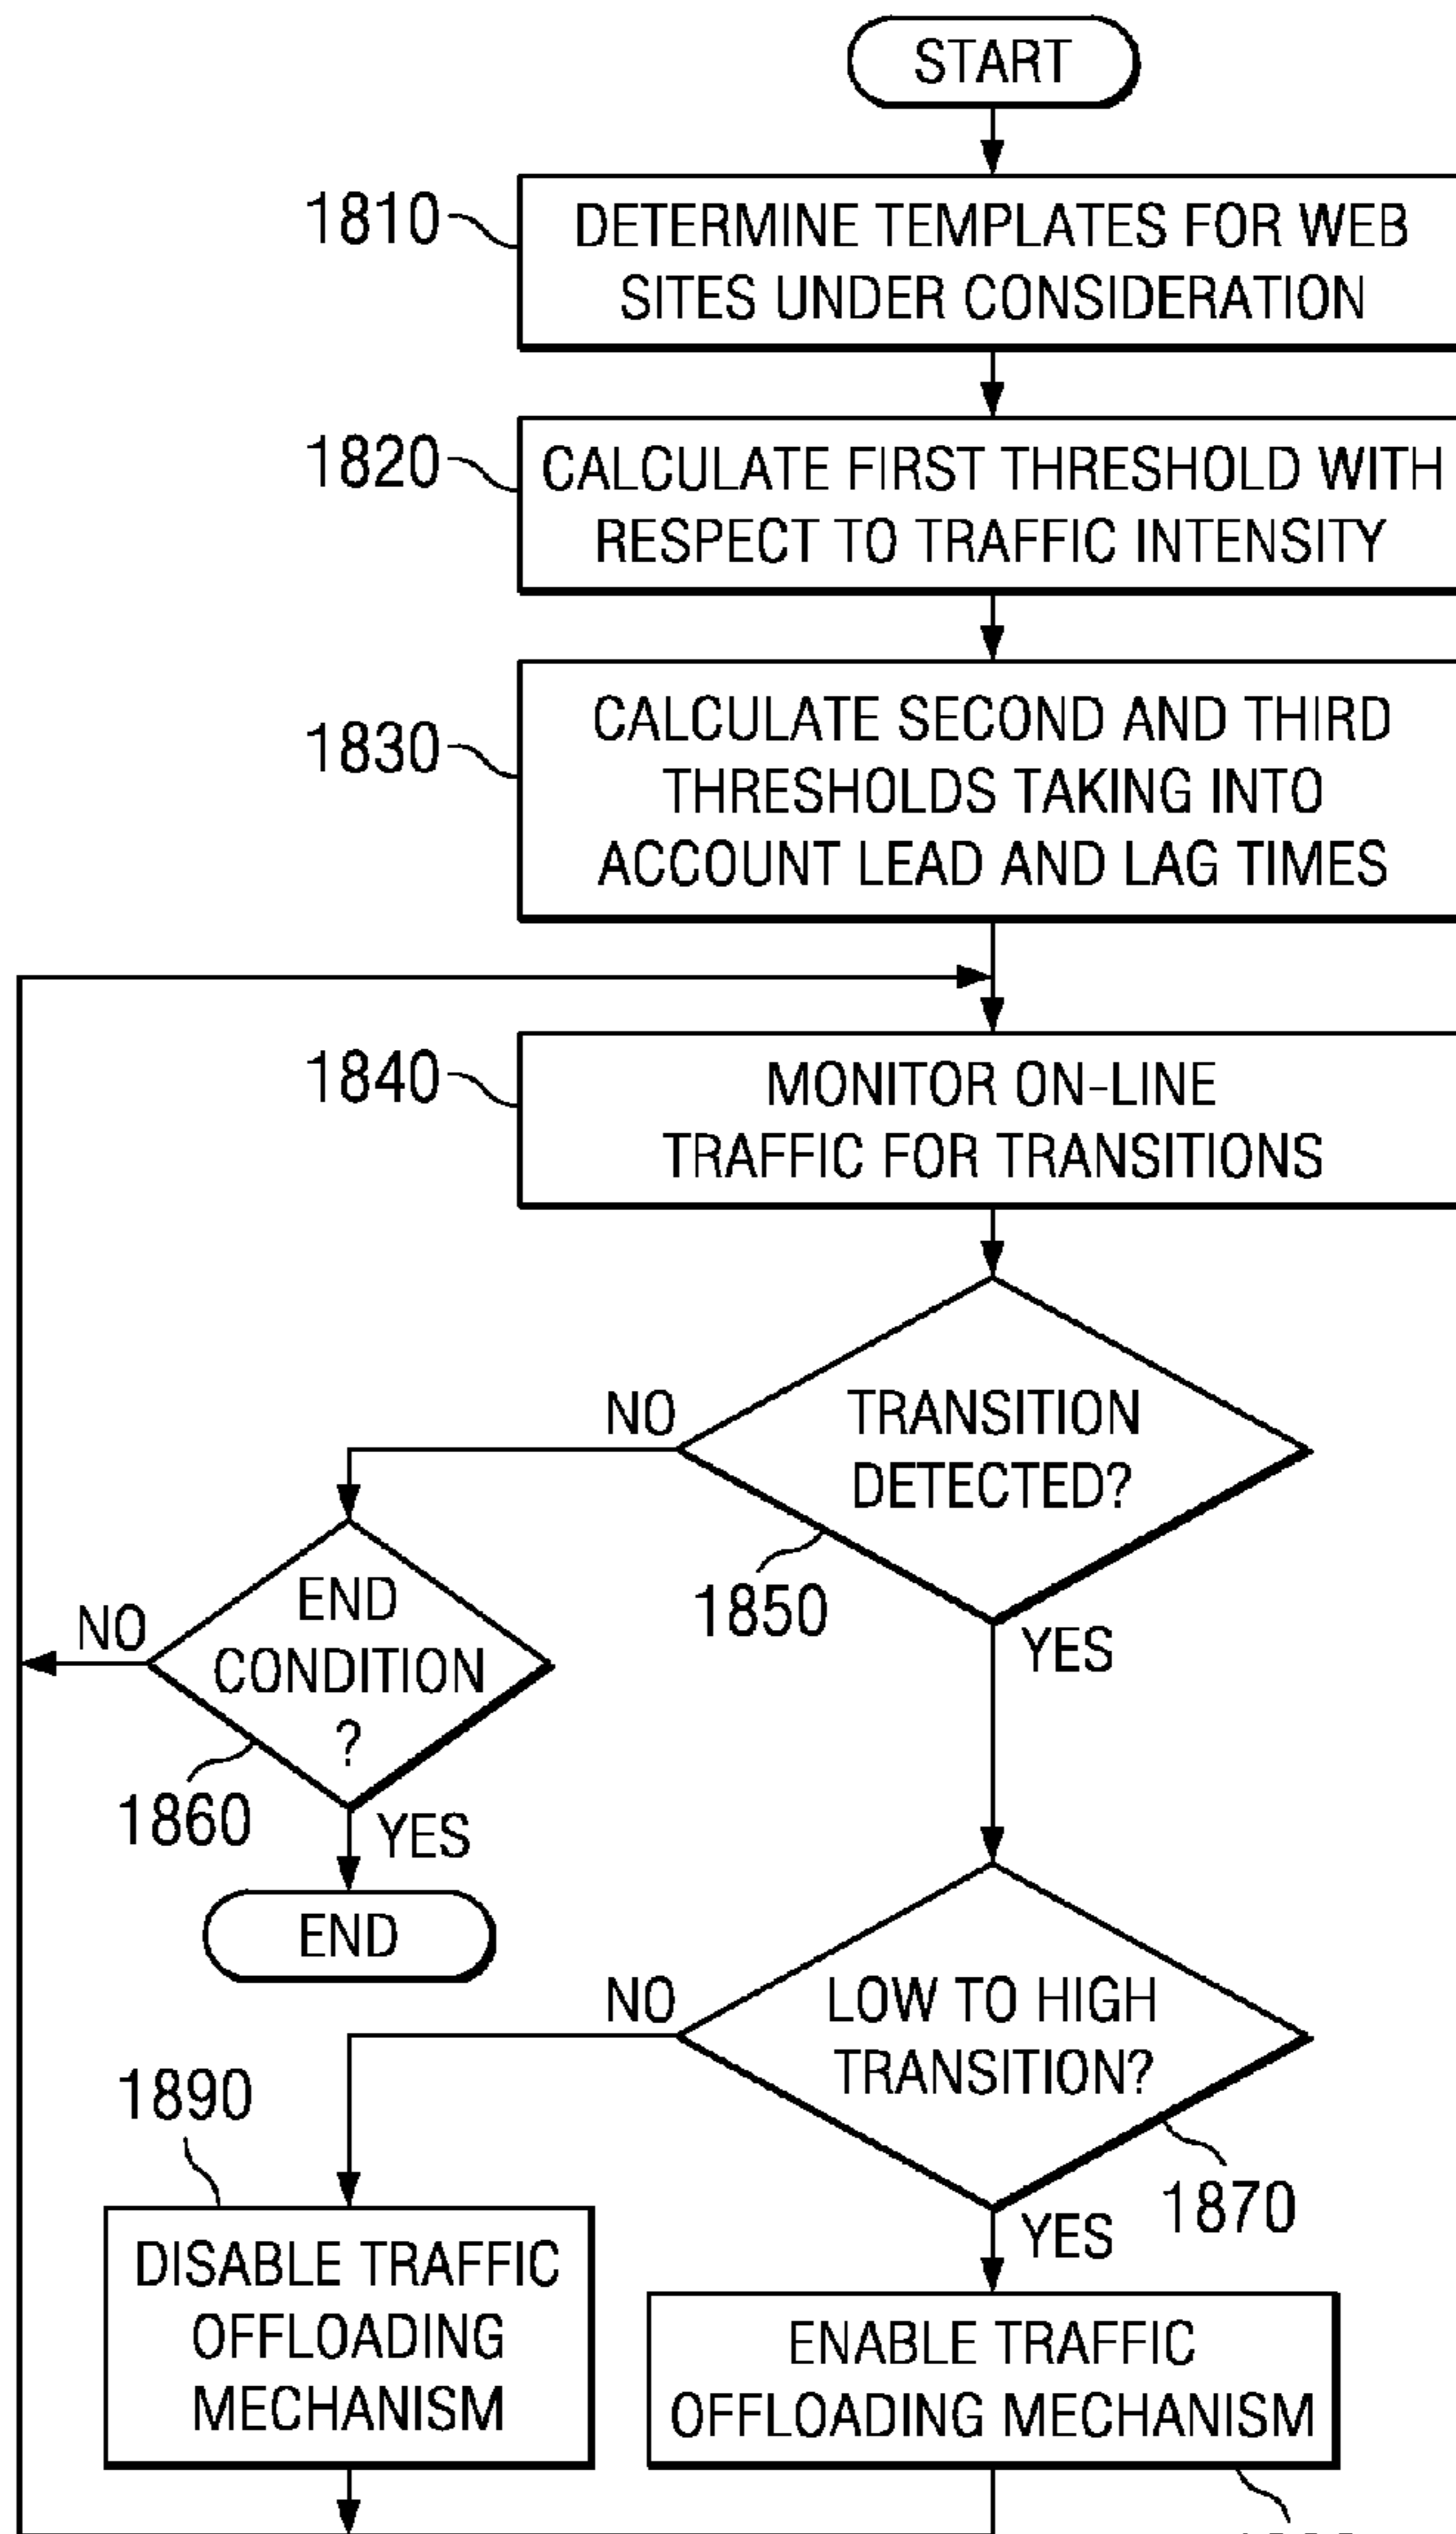 START
1810
DETERMINE TEMPLATES FOR WEB
SITES UNDER CONSIDERATION
1820
CALCULATE FIRST THRESHOLD WITH
RESPECT TO TRAFFIC INTENSITY
1830
CALCULATE SECOND AND THIRD
THRESHOLDS TAKING INTO
ACCOUNT LEAD AND LAG TIMES
1840
MONITOR ON-LINE
TRAFFIC FOR TRANSITIONS
NO
TRANSITION
DETECTED?
1850
YES
NO
END
CONDITION
?
1860
YES
END
NO
LOW TO HIGH
TRANSITION?
1870
YES
1890
DISABLE TRAFFIC
OFFLOADING
MECHANISM
ENABLE TRAFFIC
OFFLOADING MECHANISM